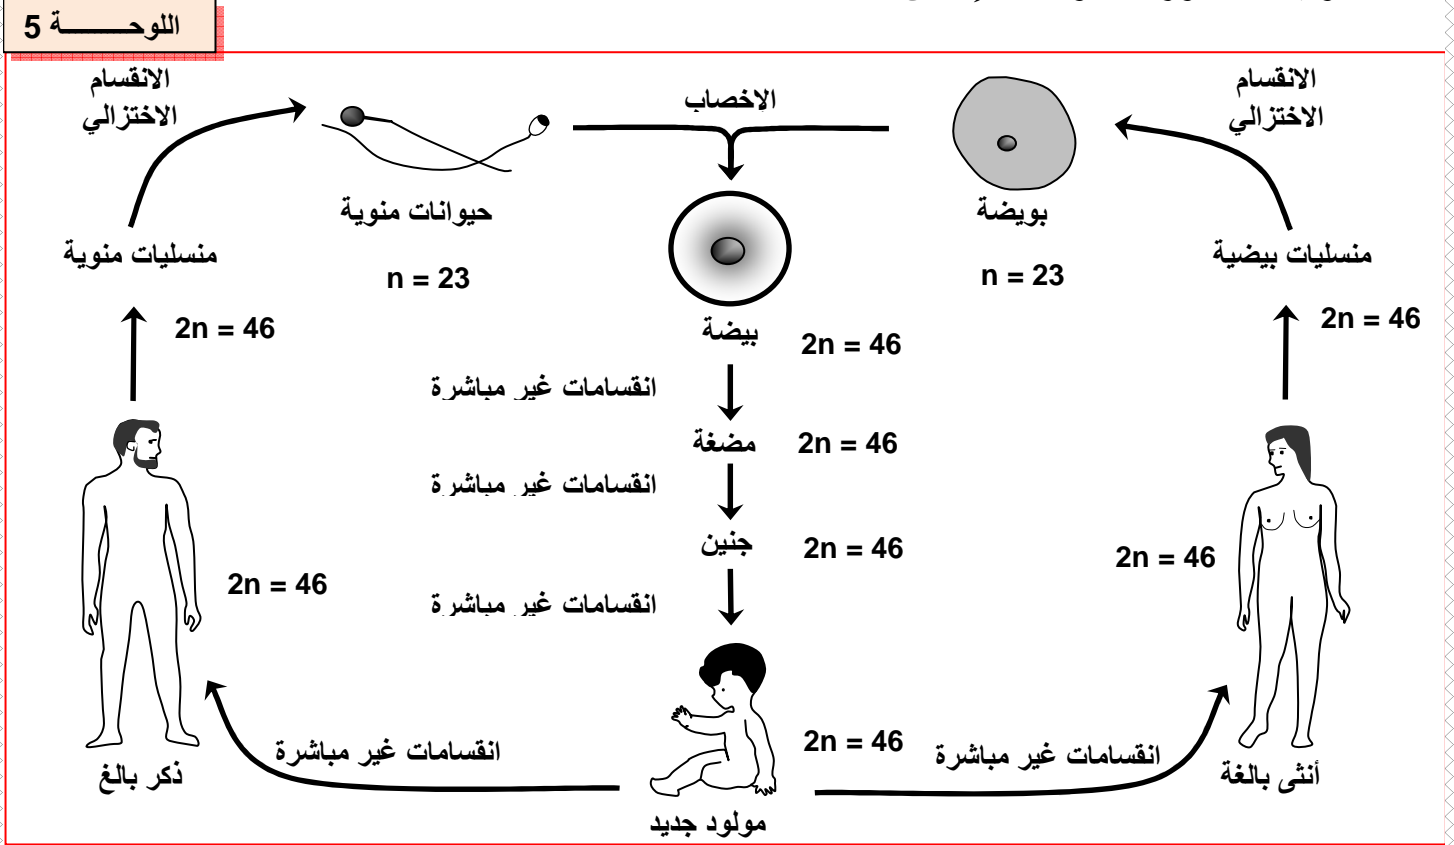 اللوحـــــــــة 5
الانقسام
الاختزالي
الاخصاب
الانقسام
الاختزالي
بويضة
حيوانات منوية
منسليات بيضية
منسليات منوية
n = 23
n = 23
2n = 46
2n = 46
بيضة
2n = 46
انقسامات غير مباشرة
مضغة
2n = 46
انقسامات غير مباشرة
جنين
2n = 46
2n = 46
2n = 46
انقسامات غير مباشرة
2n = 46
انقسامات غير مباشرة
انقسامات غير مباشرة
أنثى بالغة
ذكر بالغ
مولود جديد